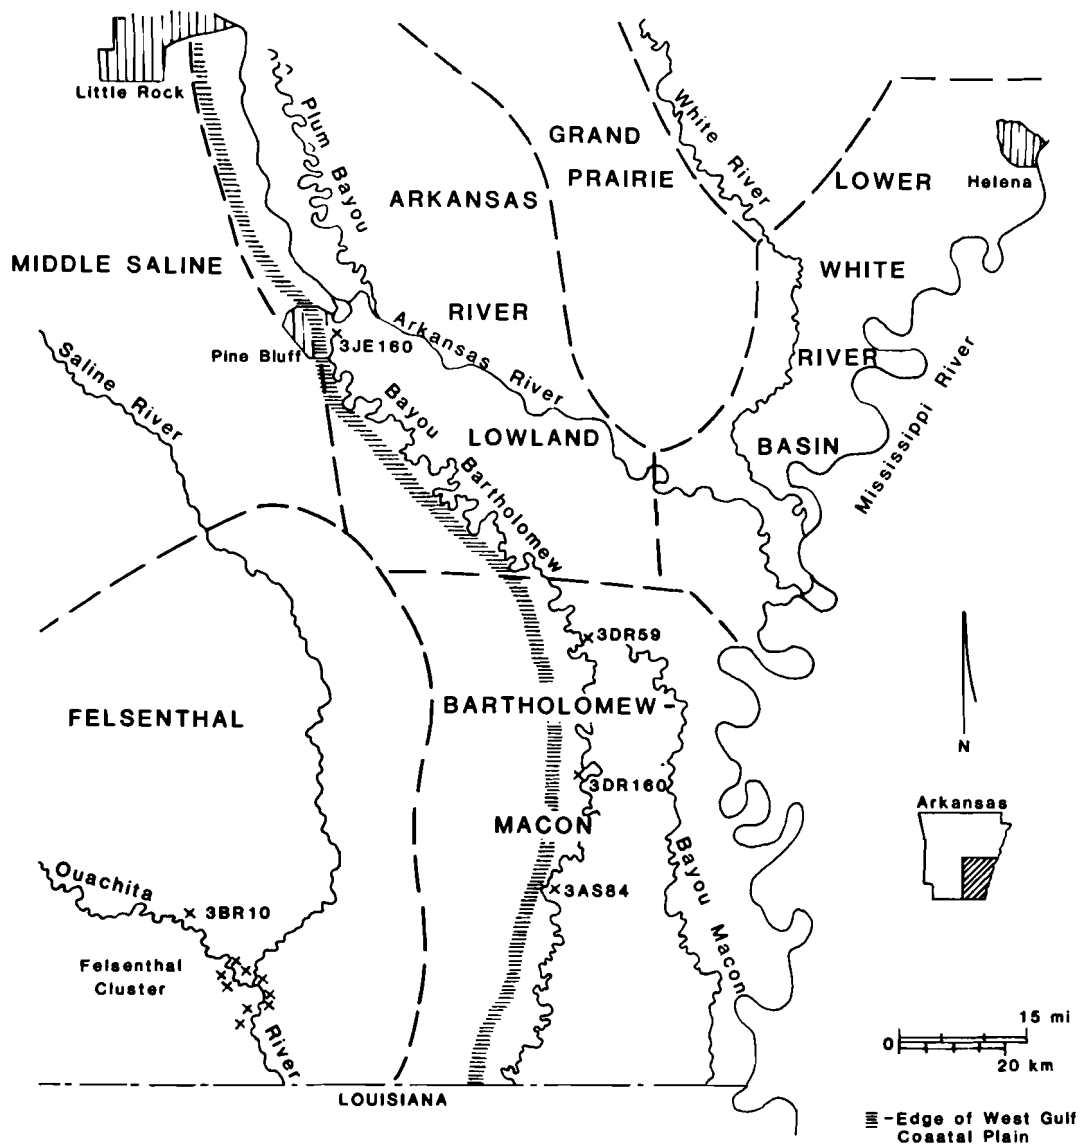 Little Rock
Plum Bayou
White River
GRAND
PRAIRIE
LOWER
Helena
ARKANSAS
MIDDLE SALINE
WHITE
RIVER
Arkansas River
3JE160
Pine Bluff
RIVER
Saline River
Bayou Bartholomew
LOWLAND
BASIN
Mississippi River
3DR59
FELSENTHAL
BARTHOLOMEW-
N
3DR160
Arkansas
MACON
Bayou Macon
Ouachita
3AS84
3BR10
Felsenthal
Cluster
River
15 mi
0
20 km
LOUISIANA
-Edge of West Gulf
Coastal Plain